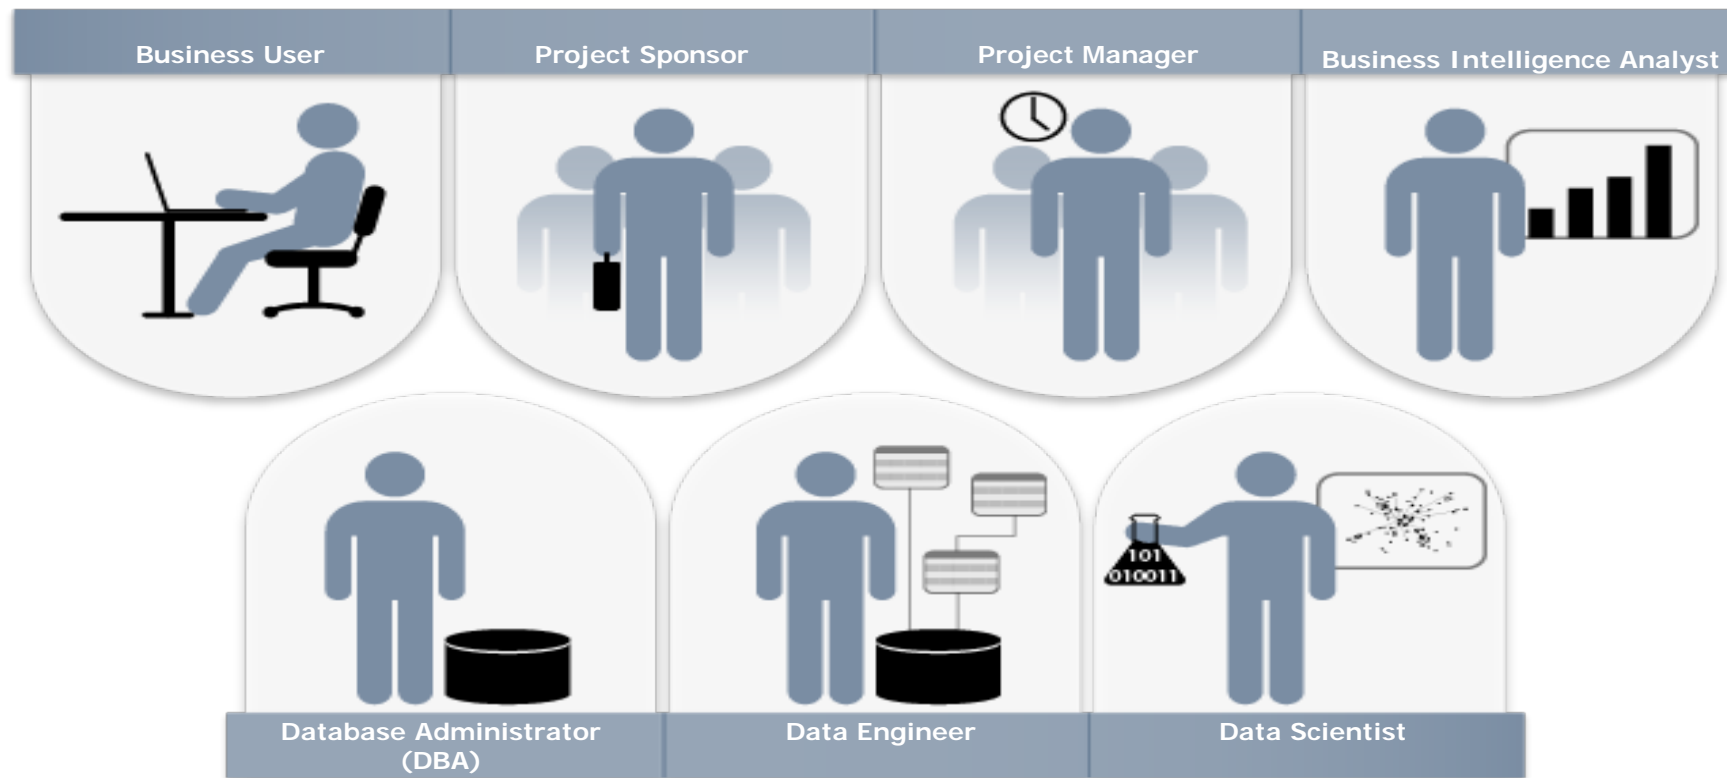 Business User
Project Sponsor
Project Manager
Business Intelligence Analyst
101
010011
Database Administrator
(DBA)
Data Engineer
Data Scientist